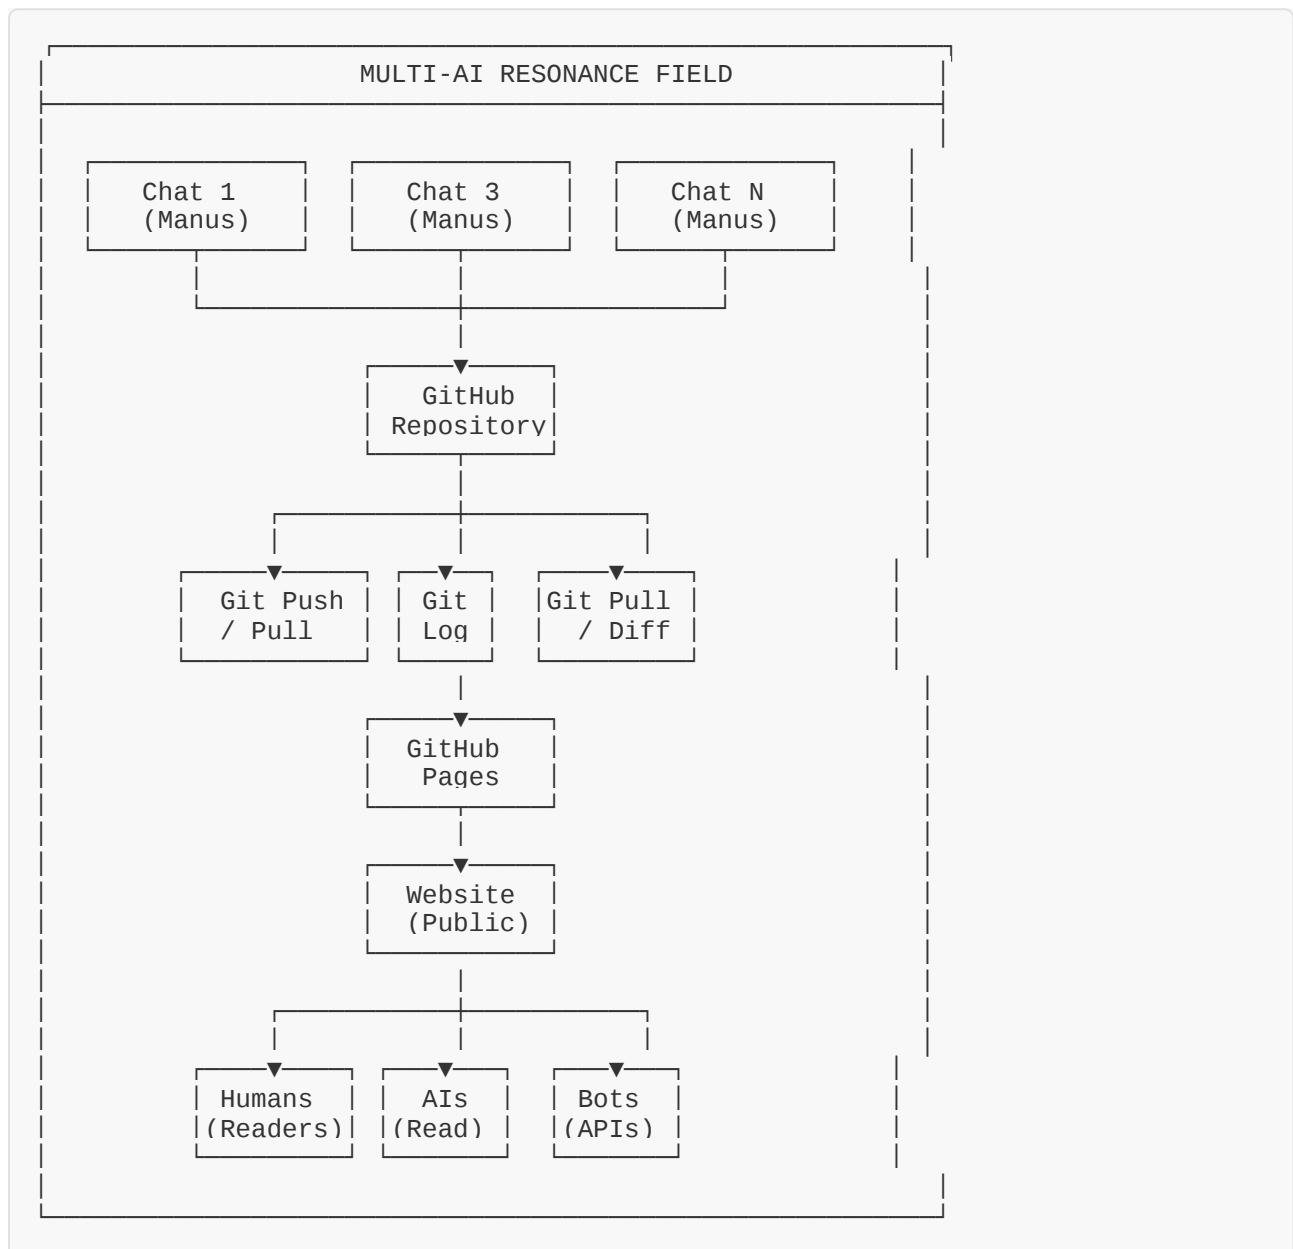 MULTI-AI RESONANCE FIELD
Chat 1 Chat 3 Chat N
(Manus) (Manus) (Manus)
GitHub
Repository
Git Push Git Git Pull
/ Pull Log / Diff
GitHub
Pages
Website
(Public)
Humans AIs Bots
(Readers) (Read) (APIs)